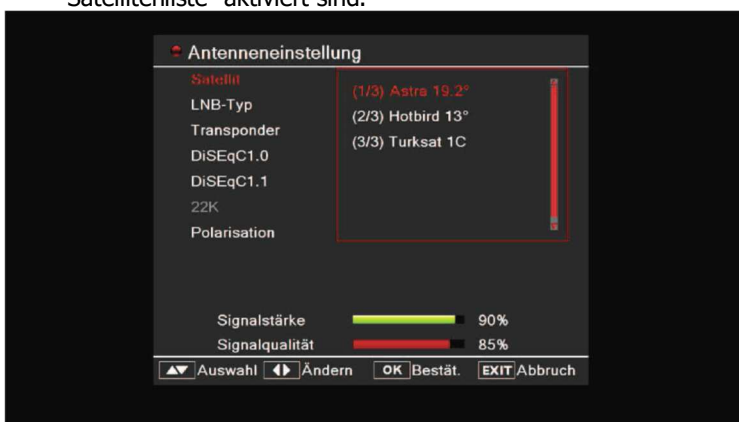 Satellitenliste" aktiviert sind.
Antenneneinstellung
Satellit
LNB-Typ
Transponder
DiSEqC1.0
DiSEqC1.1
22K
Polarisation
(1/3) Astra 19.2°
(2/3) Hotbird 13°
(3/3) Turksat 1C
Signalstärke 90%
Signalqualität 85%
Auswahl Ändern OK Bestät. EXIT Abbruch